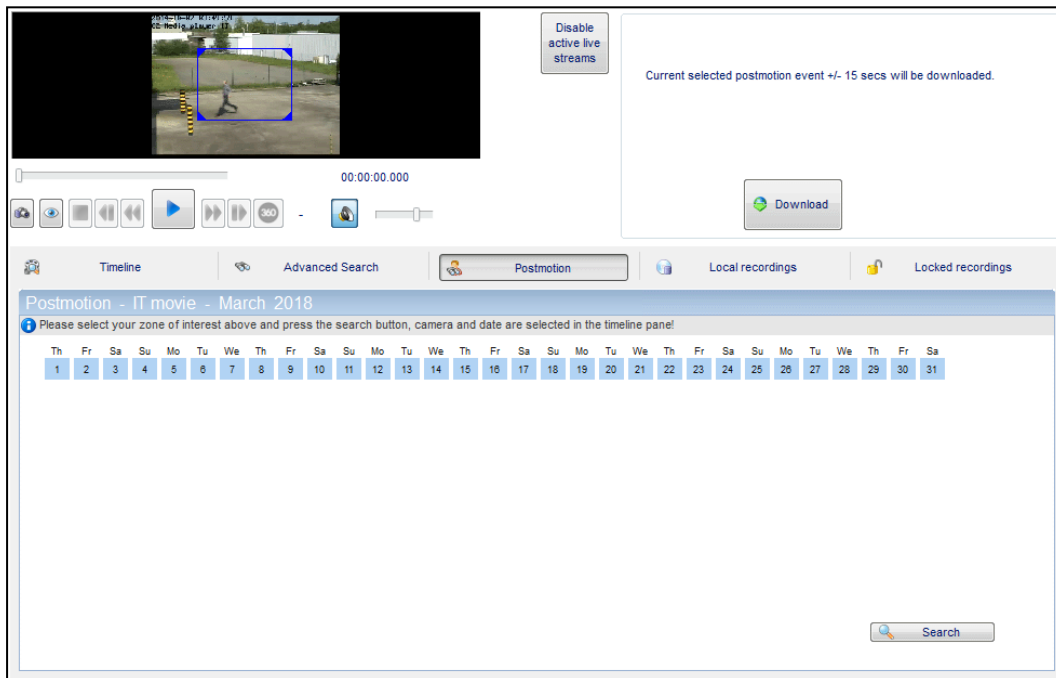 Disable
active live
streams
Current selected postmotion event +/- 15 secs will be downloaded.
00:00:00.000
360
-
Download
Timeline
Advanced Search
Postmotion
Local recordings
Locked recordings
Postmotion - IT movie - March 2018
Please select your zone of interest above and press the search button, camera and date are selected in the timeline pane!
Th Fr Sa Su Mo Tu We Th Fr Sa Su Mo Tu We Th Fr Sa Su Mo Tu We Th Fr Sa Su Mo Tu We Th Fr Sa
1 2 3 4 5 6 7 8 9 10 11 12 13 14 15 16 17 18 19 20 21 22 23 24 25 26 27 28 29 30 31
Search